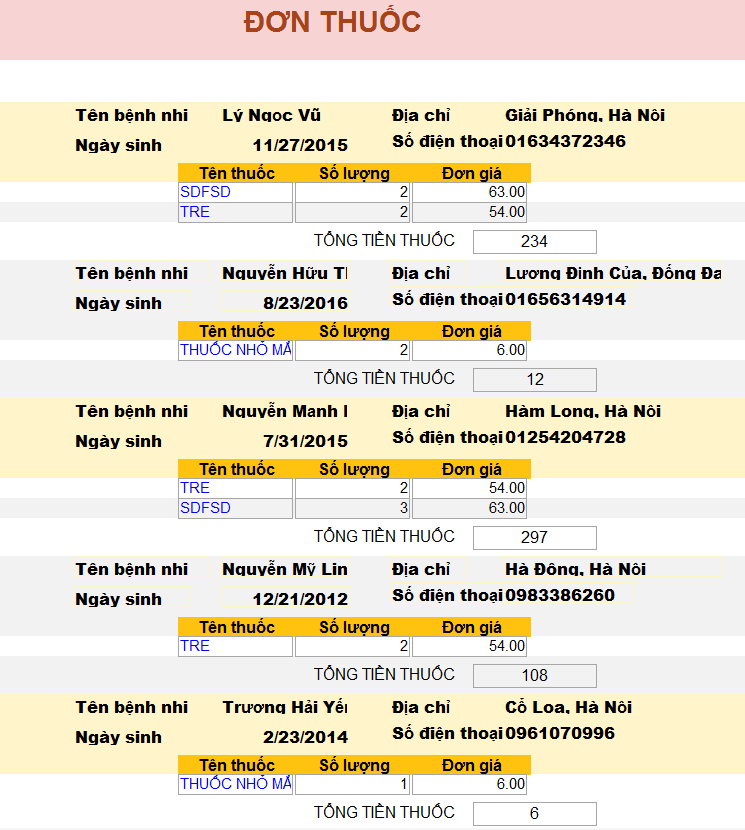 ĐƠN THUỐC
Tên bệnh nhi Lý Ngọc Vũ Địa chỉ Giải Phóng, Hà Nội
Ngày sinh 11/27/2015 Số điện thoại 01634372346
Tên thuốc Số lượng Đơn giá
SDFSD 2 63.00
TRE 2 54.00
TỔNG TIỀN THUỐC 234
Tên bệnh nhi Nguyễn Hữu Địa chỉ Lương Đinh Của, Đống Đa
Ngày sinh 8/23/2016 Số điện thoại 01656314914
Tên thuốc Số lượng Đơn giá
THUỐC NHỎ MẮ 2 6.00
TỔNG TIỀN THUỐC 12
Tên bệnh nhi Nguyễn Mạnh Địa chỉ Hàm Long, Hà Nội
Ngày sinh 7/31/2015 Số điện thoại 01254204728
Tên thuốc Số lượng Đơn giá
TRE 2 54.00
SDFSD 3 63.00
TỔNG TIỀN THUỐC 297
Tên bệnh nhi Nguyễn Mỹ Lin Địa chỉ Hà Đông, Hà Nội
Ngày sinh 12/21/2012 Số điện thoại 0983386260
Tên thuốc Số lượng Đơn giá
TRE 2 54.00
TỔNG TIỀN THUỐC 108
Tên bệnh nhi Trương Hải Yến Địa chỉ Cổ Loa, Hà Nội
Ngày sinh 2/23/2014 Số điện thoại 0961070996
Tên thuốc Số lượng Đơn giá
THUỐC NHỎ MẮ 1 6.00
TỔNG TIỀN THUỐC 6